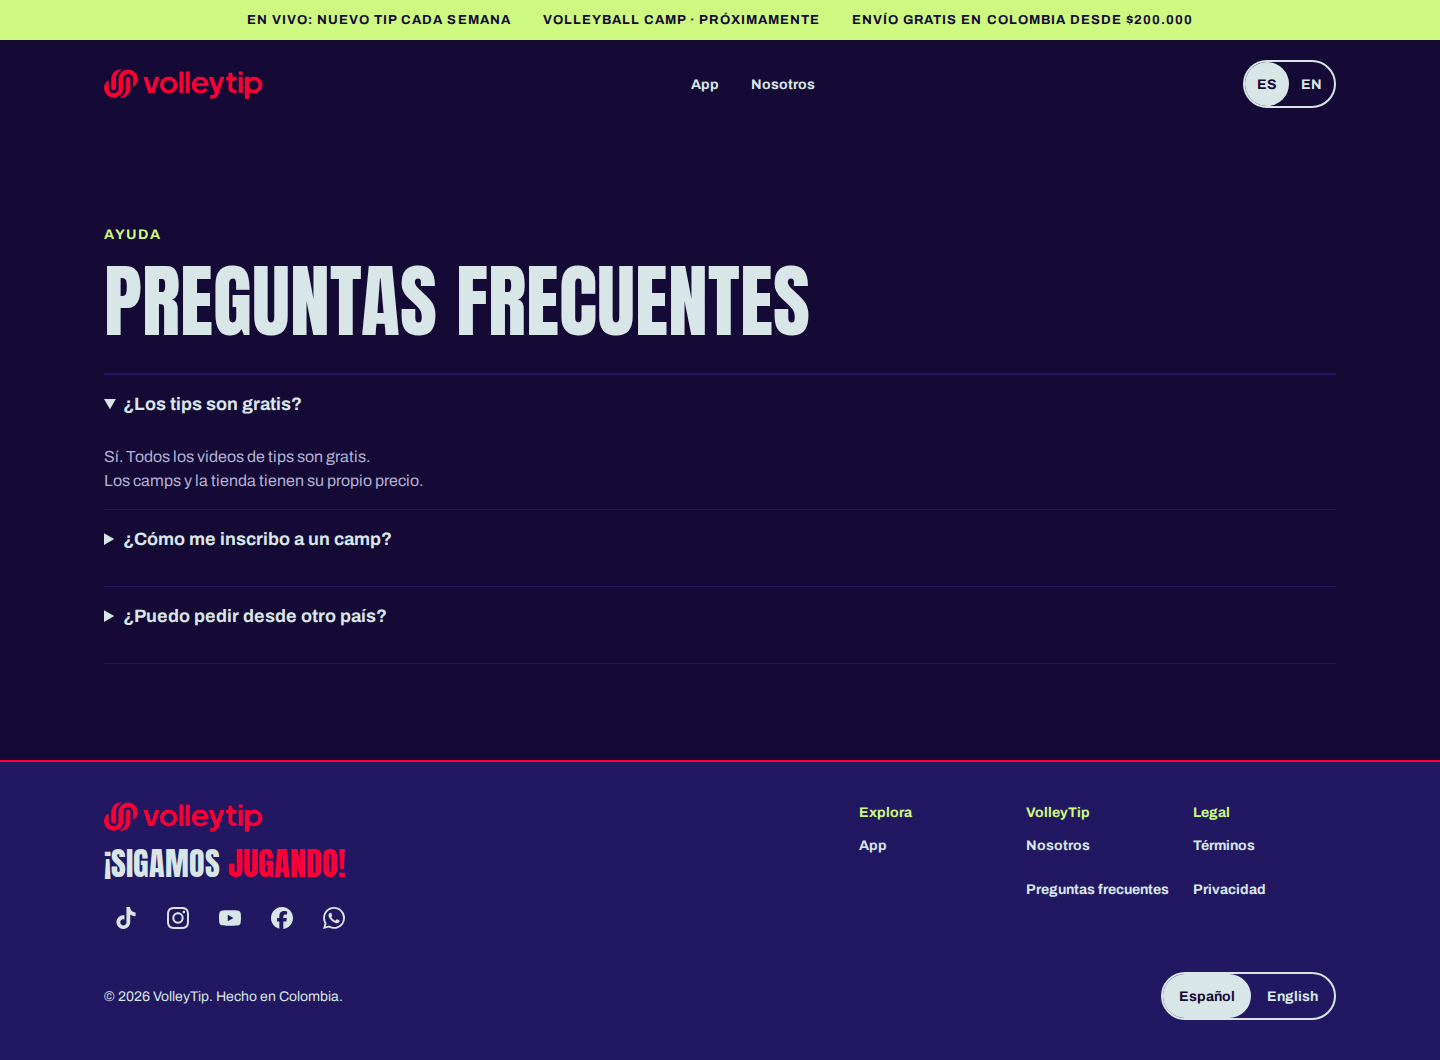 EN VIVO: NUEVO TIP CADA SEMANA
VOLLEYBALL CAMP · PRÓXIMAMENTE
ENVÍO GRATIS EN COLOMBIA DESDE $200.000
volleytip
App
Nosotros
ES
EN
AYUDA
PREGUNTAS FRECUENTES
¿Los tips son gratis?
Sí. Todos los videos de tips son gratis.
Los camps y la tienda tienen su propio precio.
¿Cómo me inscribo a un camp?
¿Puedo pedir desde otro país?
volleytip
¡SIGAMOS JUGANDO!
Explora
App
VolleyTip
Nosotros
Preguntas frecuentes
Legal
Términos
Privacidad
© 2026 VolleyTip. Hecho en Colombia.
Español
English